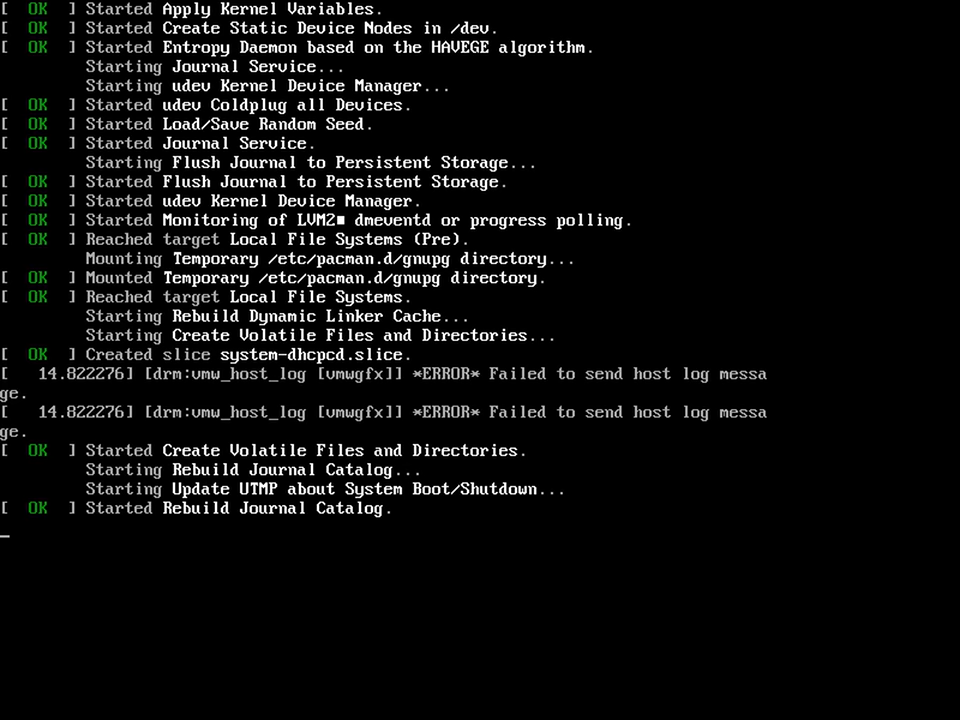 [  OK  ] Started Apply Kernel Variables.
[  OK  ] Started Create Static Device Nodes in /dev.
[  OK  ] Started Entropy Daemon based on the HAVEGE algorithm.
         Starting Journal Service...
         Starting udev Kernel Device Manager...
[  OK  ] Started udev Coldplug all Devices.
[  OK  ] Started Load/Save Random Seed.
[  OK  ] Started Journal Service.
         Starting Flush Journal to Persistent Storage...
[  OK  ] Started Flush Journal to Persistent Storage.
[  OK  ] Started udev Kernel Device Manager.
[  OK  ] Started Monitoring of LVM2■ dmeventd or progress polling.
[  OK  ] Reached target Local File Systems (Pre).
         Mounting Temporary /etc/pacman.d/gnupg directory...
[  OK  ] Mounted Temporary /etc/pacman.d/gnupg directory.
[  OK  ] Reached target Local File Systems.
         Starting Rebuild Dynamic Linker Cache...
         Starting Create Volatile Files and Directories...
[  OK  ] Created slice system-dhcpcd.slice.
[   14.822276] [drm:vmw_host_log [vmwgfx]] *ERROR* Failed to send host log messa
ge.
[   14.822276] [drm:vmw_host_log [vmwgfx]] *ERROR* Failed to send host log messa
ge.
[  OK  ] Started Create Volatile Files and Directories.
         Starting Rebuild Journal Catalog...
         Starting Update UTMP about System Boot/Shutdown...
[  OK  ] Started Rebuild Journal Catalog.